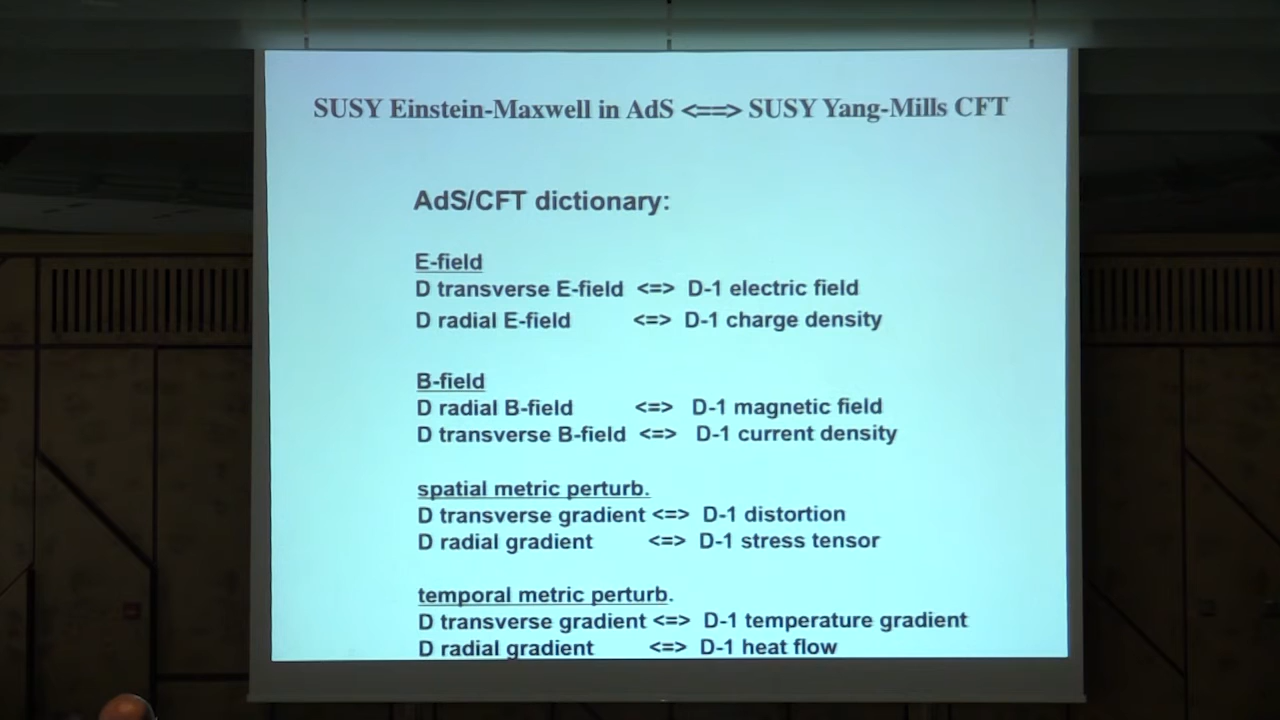 SUSY Einstein-Maxwell in AdS <==> SUSY Yang-Mills CFT
AdS/CFT dictionary:
E-field
D transverse E-field <=> D-1 electric field
D radial E-field <=> D-1 charge density
B-field
D radial B-field <=> D-1 magnetic field
D transverse B-field <=> D-1 current density
spatial metric perturb.
D transverse gradient <=> D-1 distortion
D radial gradient <=> D-1 stress tensor
temporal metric perturb.
D transverse gradient <=> D-1 temperature gradient
D radial gradient <=> D-1 heat flow